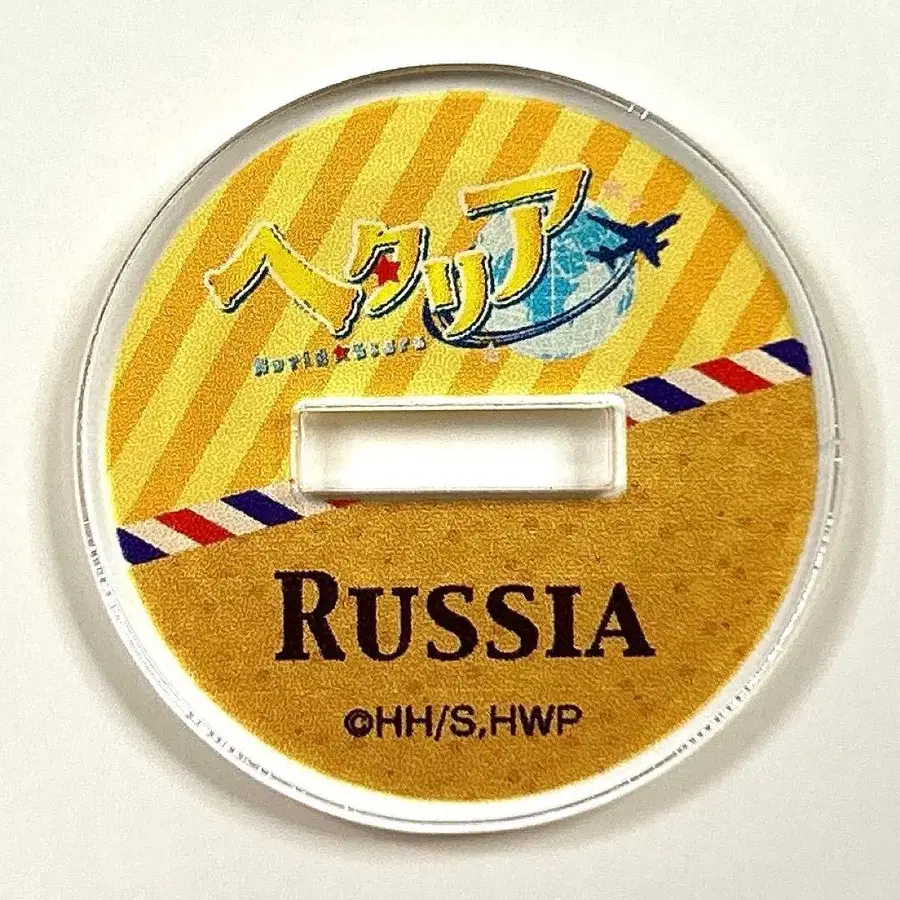 ヘタリア
World★Stars
RUSSIA
©HH/S,HWP